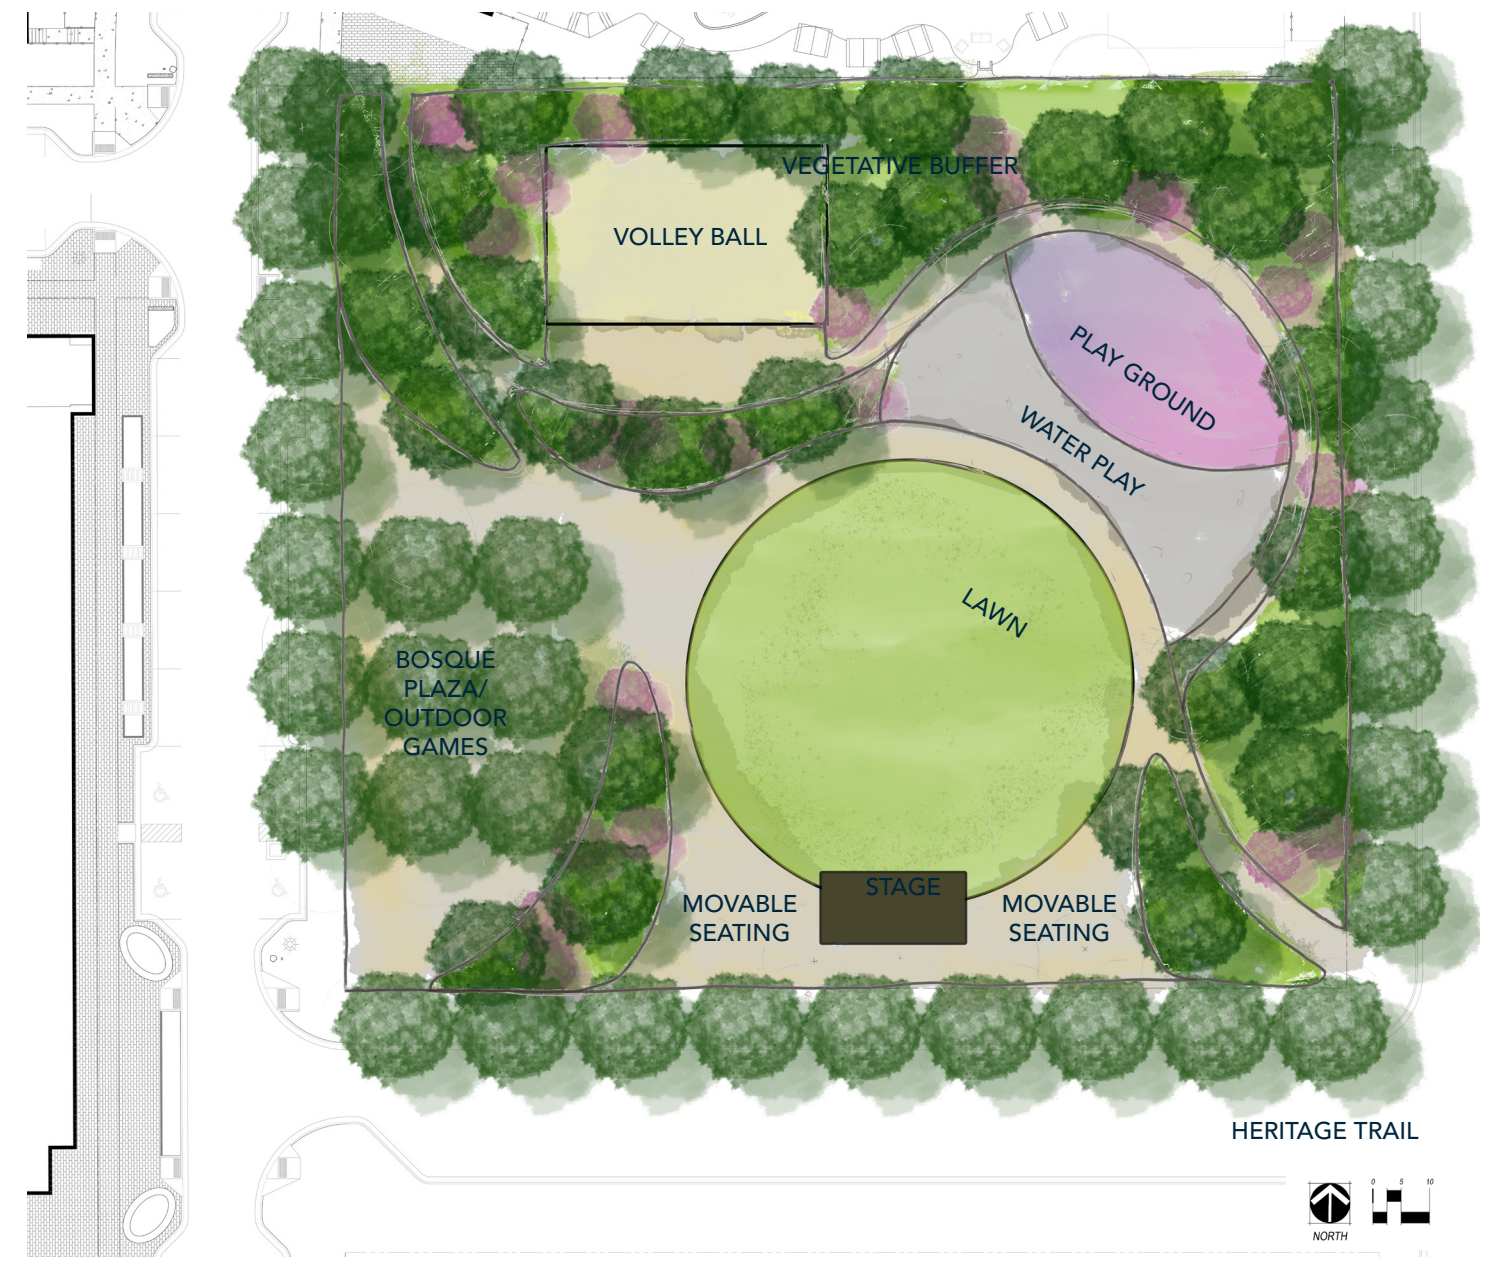 VEGETATIVE BUFFER
VOLLEY BALL
PLAY GROUND
WATER PLAY
LAWN
BOSQUE
PLAZA/
OUTDOOR
GAMES
STAGE
MOVABLE
SEATING
MOVABLE
SEATING
HERITAGE TRAIL
0 5 10
NORTH